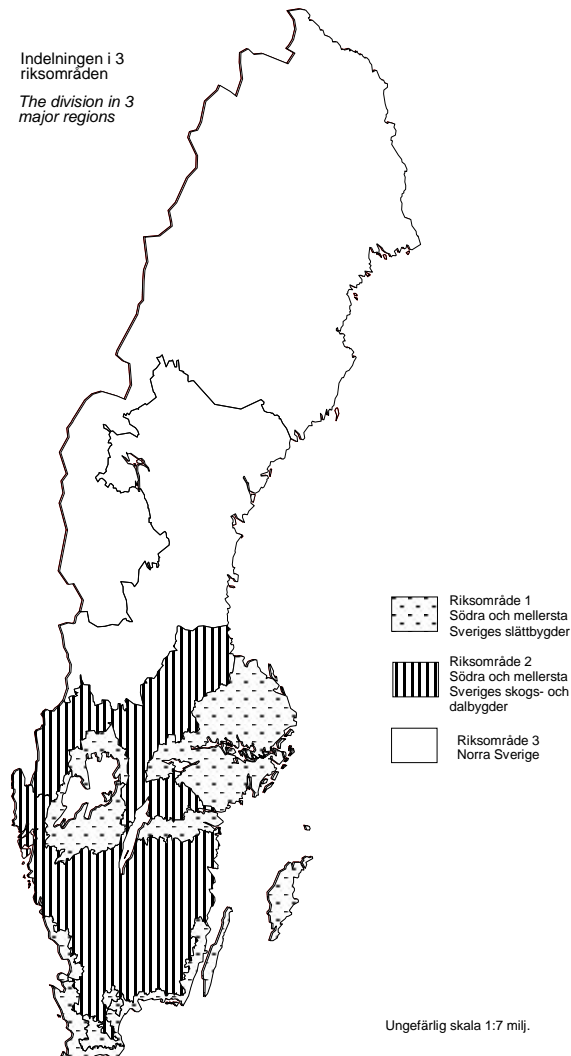 Indelningen i 3
riksområden
The division in 3
major regions
Riksområde 1
Södra och mellersta
Sveriges slättbygder
Riksområde 2
Södra och mellersta
Sveriges skogs- och
dalbygder
Riksområde 3
Norra Sverige
Ungefärlig skala 1:7 milj.